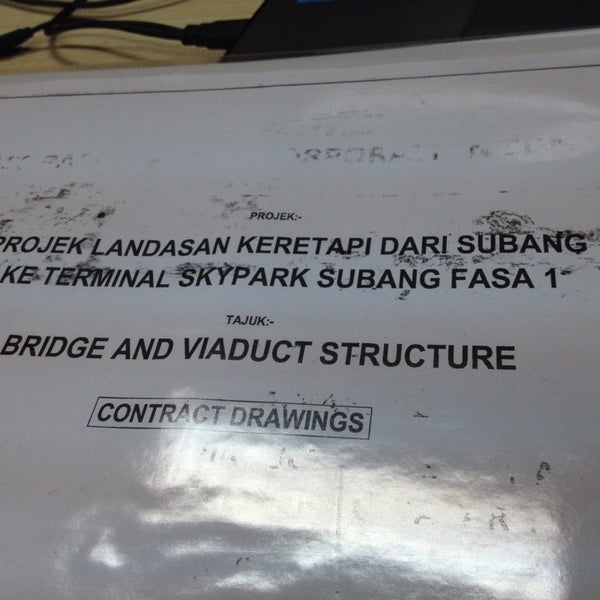 PROJEK:-
PROJEK LANDASAN KERETAPI DARI SUBANG
KE TERMINAL SKYPARK SUBANG FASA 1
TAJUK:-
BRIDGE AND VIADUCT STRUCTURE
CONTRACT DRAWINGS